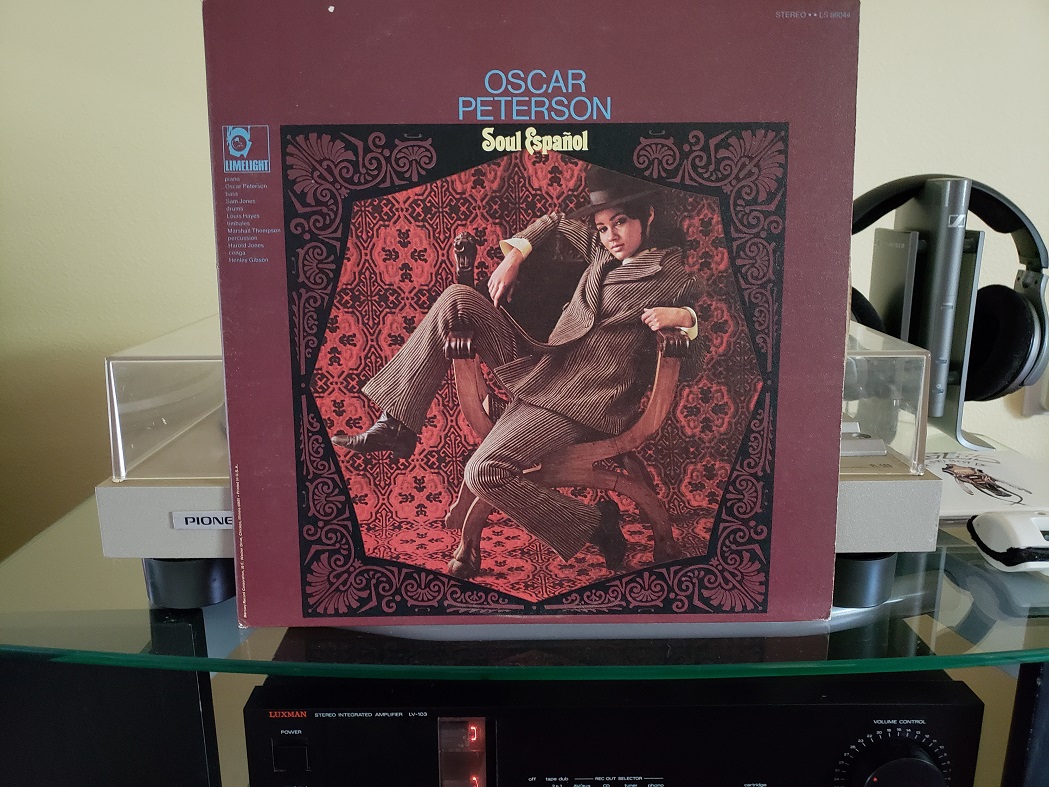 STEREO •• LS 86044
OSCAR
PETERSON
Soul Español
LIMELIGHT
piano
Oscar Peterson
bass
Sam Jones
drums
Louis Hayes
timbales
Marshall Thompson
percussion
Harold Jones
conga
Henley Gibson
PIONE
LUXMAN STEREO INTEGRATED AMPLIFIER LV-103
POWER
VOLUME CONTROL
off tape dub REC OUT SELECTOR
CD tuner phono
cartridge